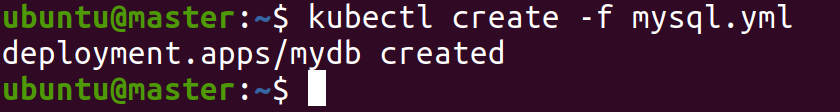 ubuntu@master:~$ kubectl create -f mysql.yml
deployment.apps/mydb created
ubuntu@master:~$